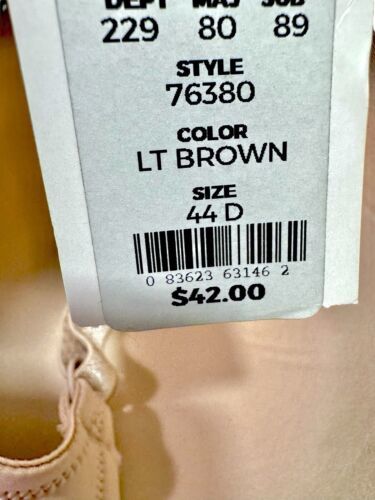 DEPT MAJ SUB
229 80 89
STYLE
76380
COLOR
LT BROWN
SIZE
44 D
0 83623 63146 2
$42.00